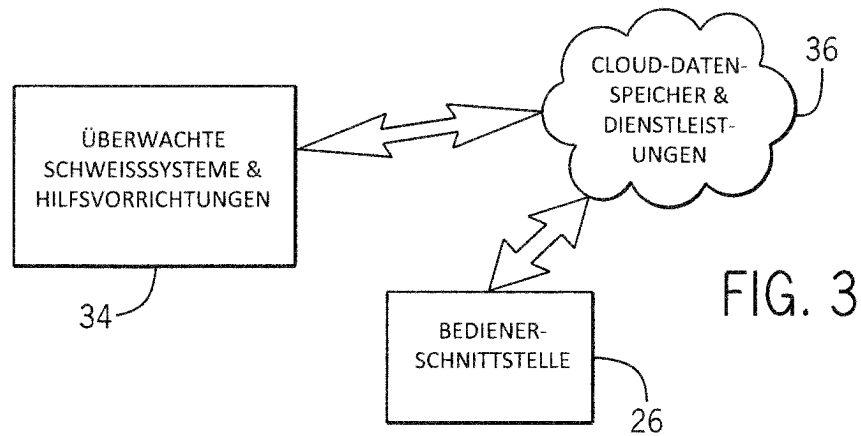 ÜBERWACHTE
SCHWEISSSYSTEME &
HILFSVORRICHTUNGEN
34
CLOUD-DATEN-
SPEICHER &
DIENSTLEIST-
UNGEN
36
BEDIENER-
SCHNITTSTELLE
26
FIG. 3